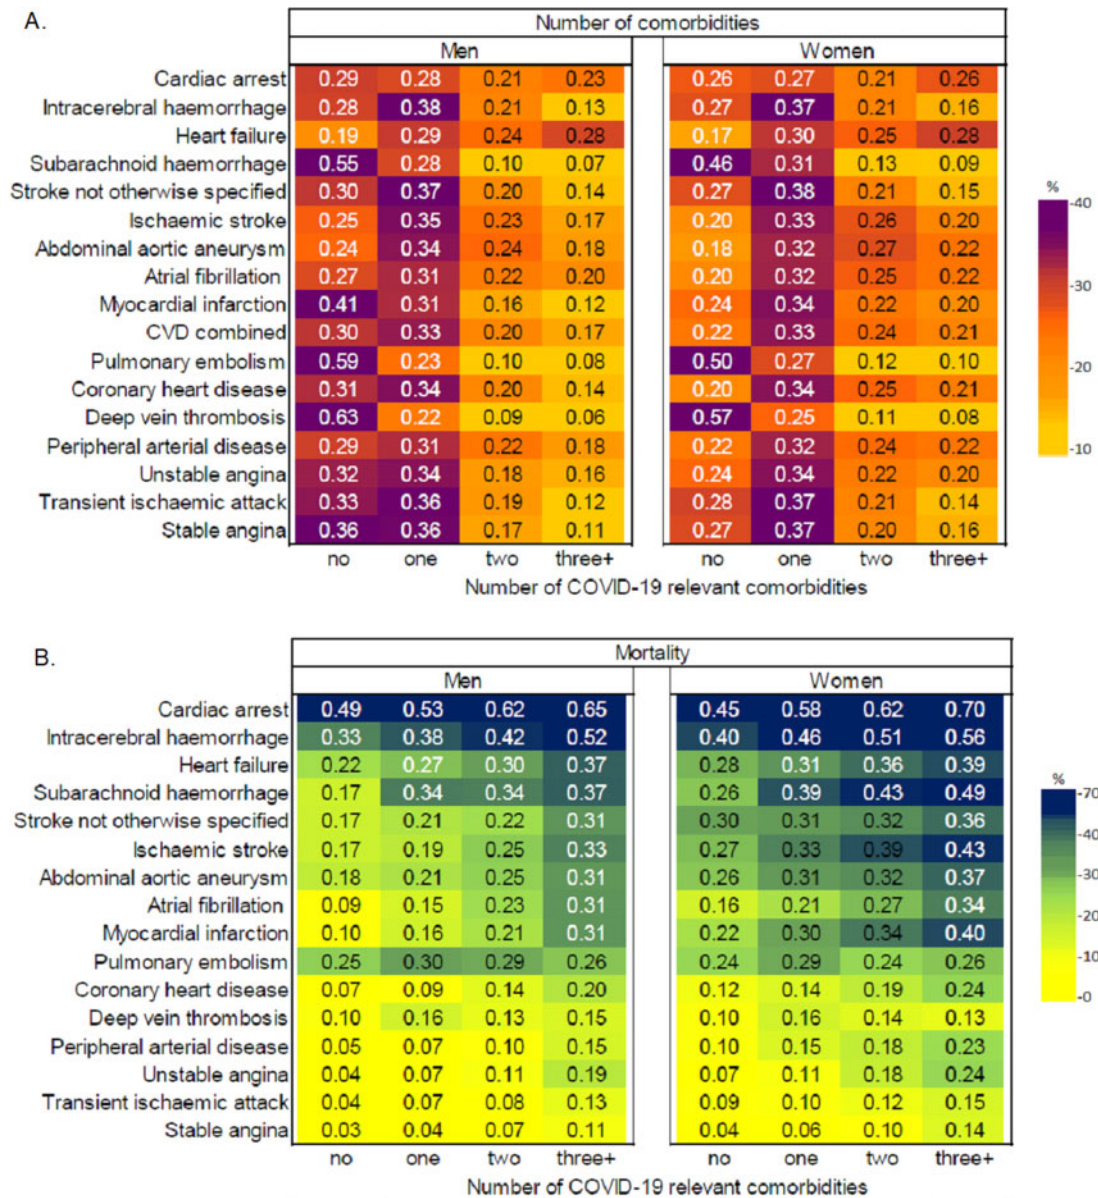 A.
Number of comorbidities
Men Women
Cardiac arrest 0.29 0.28 0.21 0.23 0.26 0.27 0.21 0.26
Intracerebral haemorrhage 0.28 0.38 0.21 0.13 0.27 0.37 0.21 0.16
Heart failure 0.19 0.29 0.24 0.28 0.17 0.30 0.25 0.28
Subarachnoid haemorrhage 0.55 0.28 0.10 0.07 0.46 0.31 0.13 0.09
Stroke not otherwise specified 0.30 0.37 0.20 0.14 0.27 0.38 0.21 0.15
Ischaemic stroke 0.25 0.35 0.23 0.17 0.20 0.33 0.26 0.20
Abdominal aortic aneurysm 0.24 0.34 0.24 0.18 0.18 0.32 0.27 0.22
Atrial fibrillation 0.27 0.31 0.22 0.20 0.20 0.32 0.25 0.22
Myocardial infarction 0.41 0.31 0.16 0.12 0.24 0.34 0.22 0.20
CVD combined 0.30 0.33 0.20 0.17 0.22 0.33 0.24 0.21
Pulmonary embolism 0.59 0.23 0.10 0.08 0.50 0.27 0.12 0.10
Coronary heart disease 0.31 0.34 0.20 0.14 0.20 0.34 0.25 0.21
Deep vein thrombosis 0.63 0.22 0.09 0.06 0.57 0.25 0.11 0.08
Peripheral arterial disease 0.29 0.31 0.22 0.18 0.22 0.32 0.24 0.22
Unstable angina 0.32 0.34 0.18 0.16 0.24 0.34 0.22 0.20
Transient ischaemic attack 0.33 0.36 0.19 0.12 0.28 0.37 0.21 0.14
Stable angina 0.36 0.36 0.17 0.11 0.27 0.37 0.20 0.16
no one two three+ no one two three+
Number of COVID-19 relevant comorbidities
%
-40
-30
-20
-10
B.
Mortality
Men Women
Cardiac arrest 0.49 0.53 0.62 0.65 0.45 0.58 0.62 0.70
Intracerebral haemorrhage 0.33 0.38 0.42 0.52 0.40 0.46 0.51 0.56
Heart failure 0.22 0.27 0.30 0.37 0.28 0.31 0.36 0.39
Subarachnoid haemorrhage 0.17 0.34 0.34 0.37 0.26 0.39 0.43 0.49
Stroke not otherwise specified 0.17 0.21 0.22 0.31 0.30 0.31 0.32 0.36
Ischaemic stroke 0.17 0.19 0.25 0.33 0.27 0.33 0.39 0.43
Abdominal aortic aneurysm 0.18 0.21 0.25 0.31 0.26 0.31 0.32 0.37
Atrial fibrillation 0.09 0.15 0.23 0.31 0.16 0.21 0.27 0.34
Myocardial infarction 0.10 0.16 0.21 0.31 0.22 0.30 0.34 0.40
Pulmonary embolism 0.25 0.30 0.29 0.26 0.24 0.29 0.24 0.26
Coronary heart disease 0.07 0.09 0.14 0.20 0.12 0.14 0.19 0.24
Deep vein thrombosis 0.10 0.16 0.13 0.15 0.10 0.16 0.14 0.13
Peripheral arterial disease 0.05 0.07 0.10 0.15 0.10 0.15 0.18 0.23
Unstable angina 0.04 0.07 0.11 0.19 0.07 0.11 0.18 0.24
Transient ischaemic attack 0.04 0.07 0.08 0.13 0.09 0.10 0.12 0.15
Stable angina 0.03 0.04 0.07 0.11 0.04 0.06 0.10 0.14
no one two three+ no one two three+
Number of COVID-19 relevant comorbidities
%
-70
-40
-30
-20
-10
-0